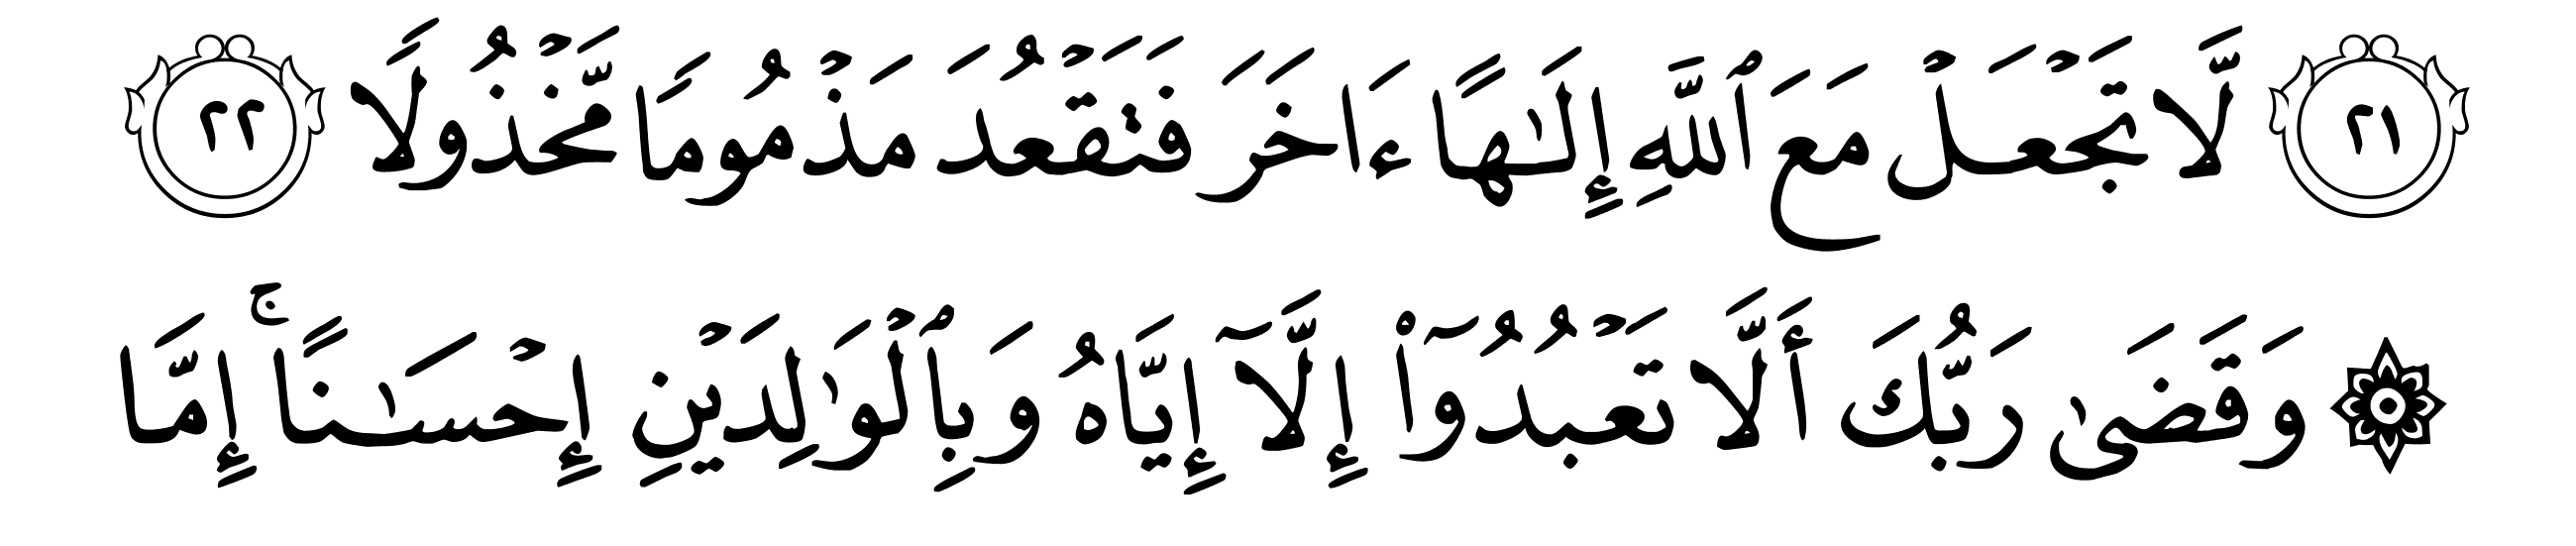 ٢١ لَّا تَجۡعَلۡ مَعَ ٱللَّهِ إِلَـٰهًا ءَاخَرَ فَتَقۡعُدَ مَذۡمُومًا مَّخۡذُولًا ٢٢
۞ وَقَضَىٰ رَبُّكَ أَلَّا تَعۡبُدُوٓا۟ إِلَّآ إِيَّاهُ وَبِٱلۡوَٰلِدَيۡنِ إِحۡسَـٰنًاۚ إِمَّا